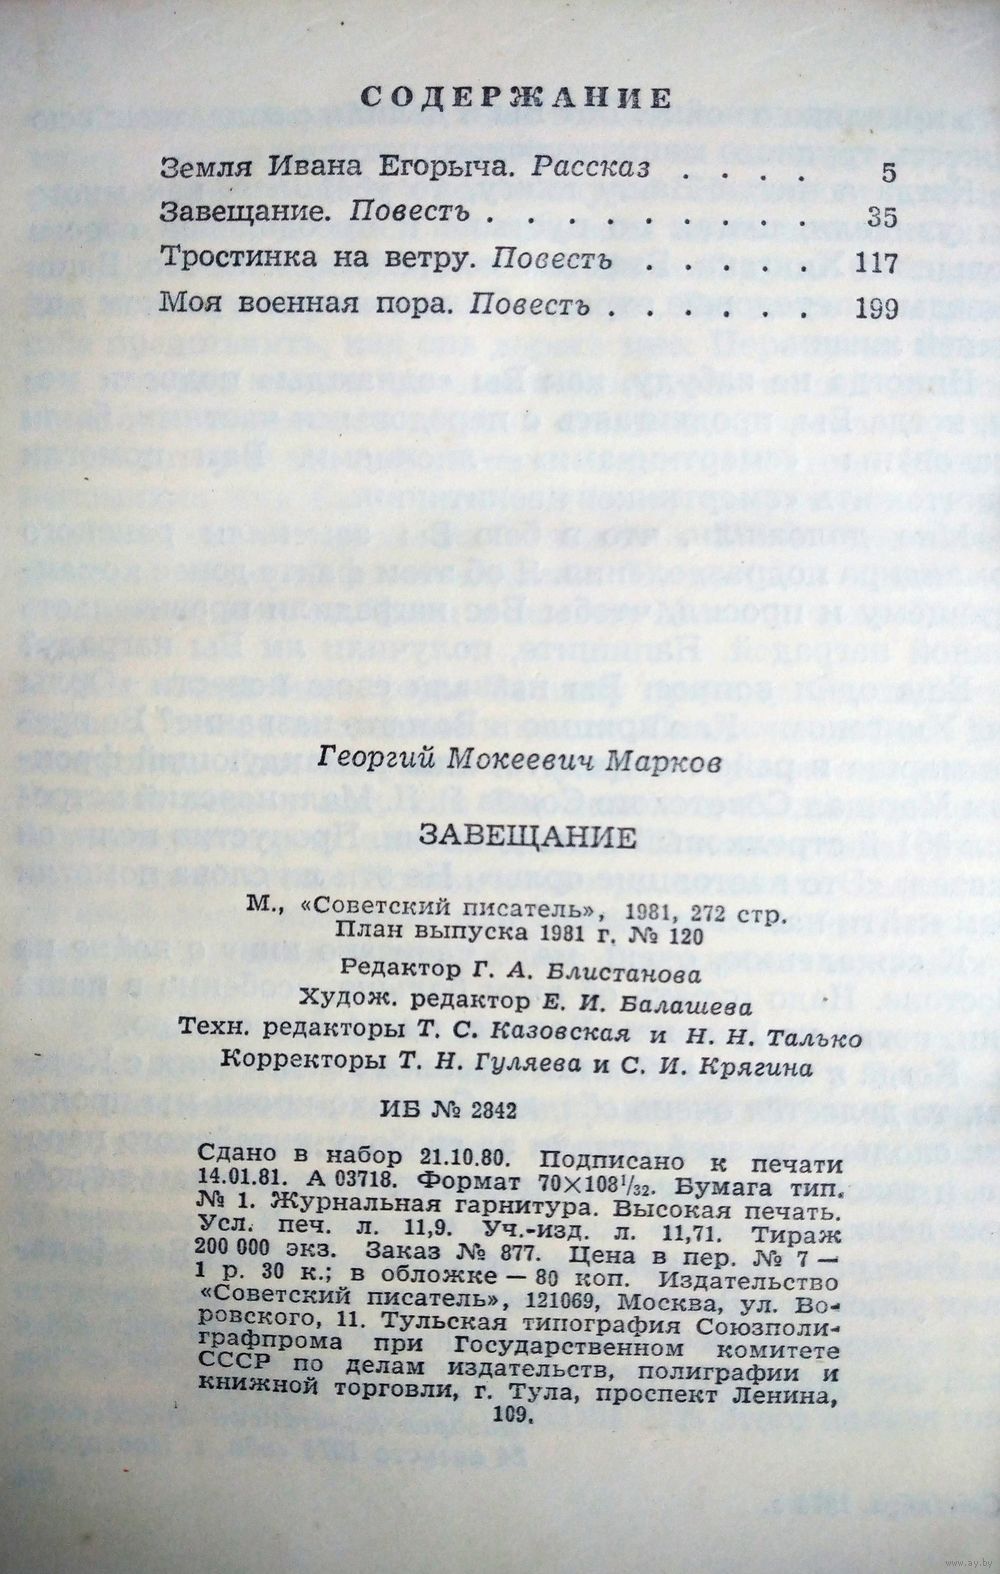 СОДЕРЖАНИЕ
Земля Ивана Егорыча. Рассказ . . . . 5
Завещание. Повесть . . . . . . . . . 35
Тростинка на ветру. Повесть . . . . . 117
Моя военная пора. Повесть . . . . . . 199
Георгий Мокеевич Марков
ЗАВЕЩАНИЕ
М., «Советский писатель», 1981, 272 стр.
План выпуска 1981 г. № 120
Редактор Г. А. Блистанова
Худож. редактор Е. И. Балашева
Техн. редакторы Т. С. Казовская и Н. Н. Талько
Корректоры Т. Н. Гуляева и С. И. Крягина
ИБ № 2842
Сдано в набор 21.10.80. Подписано к печати
14.01.81. А 03718. Формат 70×108¹/₃₂. Бумага тип.
№ 1. Журнальная гарнитура. Высокая печать.
Усл. печ. л. 11,9. Уч.-изд. л. 11,71. Тираж
200 000 экз. Заказ № 877. Цена в пер. № 7 —
1 р. 30 к.; в обложке — 80 коп. Издательство
«Советский писатель», 121069, Москва, ул. Во-
ровского, 11. Тульская типография Союзполи-
графпрома при Государственном комитете
СССР по делам издательств, полиграфии и
книжной торговли, г. Тула, проспект Ленина,
109.
www.ay.by